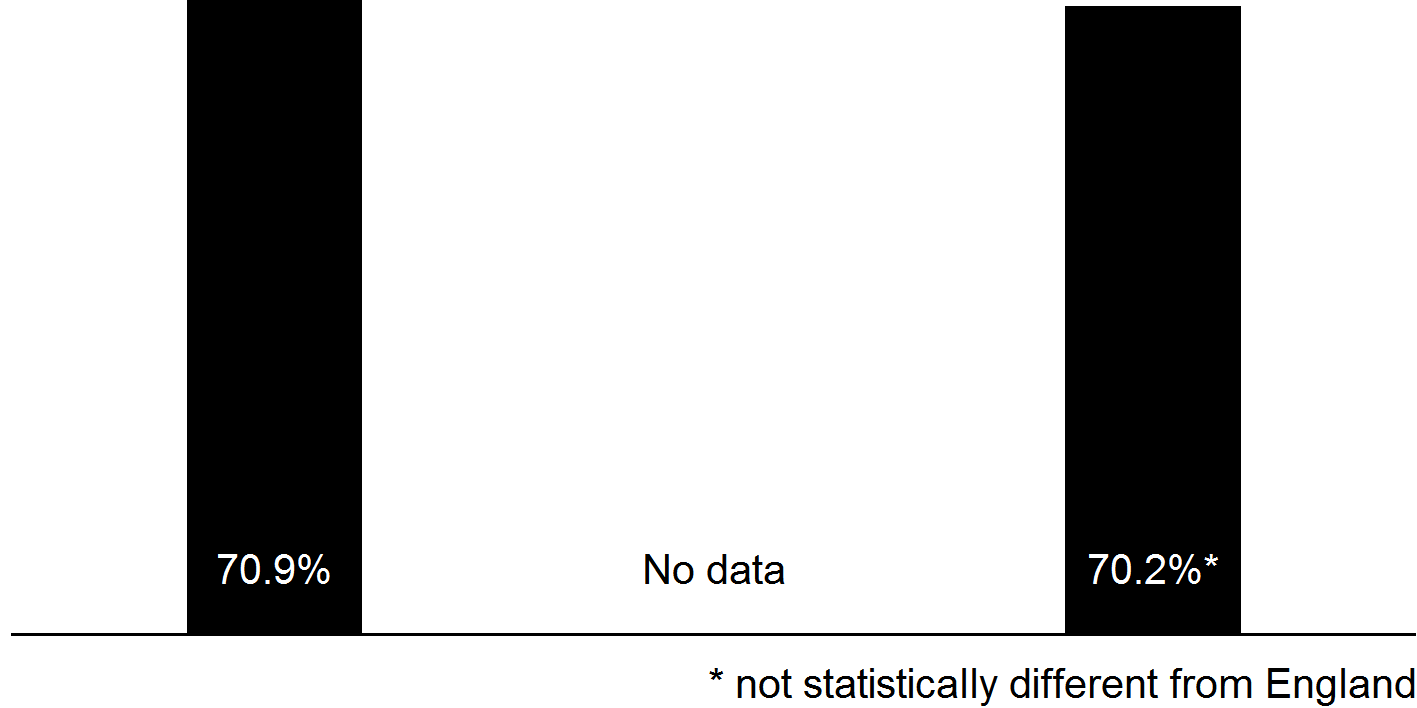 70.9% No data 70.2%*
* not statistically different from England